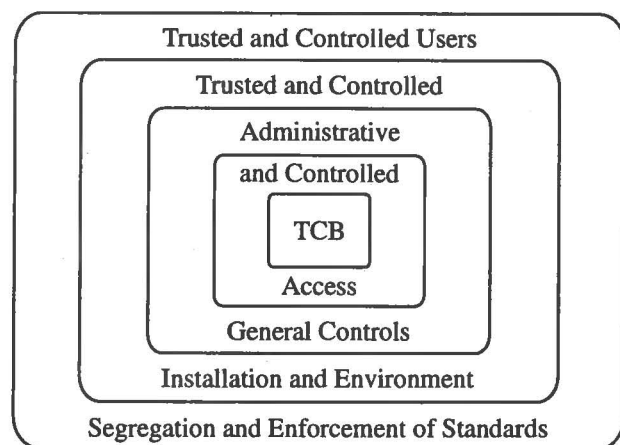 Trusted and Controlled Users
Trusted and Controlled
Administrative
and Controlled
TCB
Access
General Controls
Installation and Environment
Segregation and Enforcement of Standards